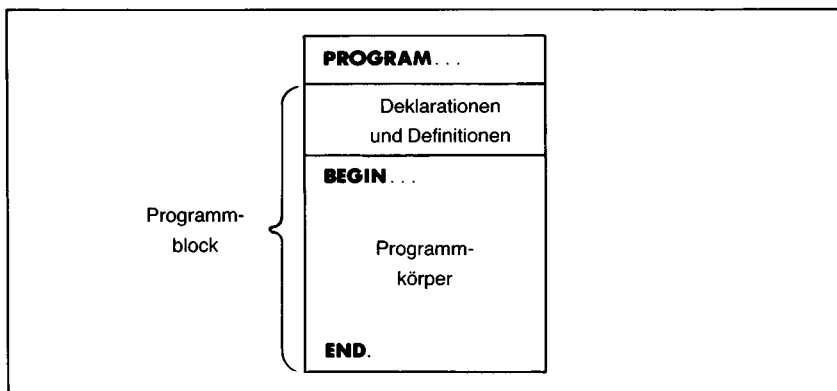 PROGRAM...
Deklarationen
und Definitionen
BEGIN...
Programm-
block
Programm-
körper
END.